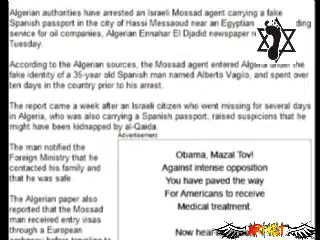 Algerian authorities have arrested an Israeli Mossad agent carrying a fake
Spanish passport in the city of Hassi Messaoud near an Egyptian ding
service for oil companies, Algerian Ennahar El Djadid newspaper
Tuesday.
According to the Algerian sources, the Mossad agent entered Algeria under the
fake identity of a 35-year old Spanish man named Alberto Vagilo, and spent over
ten days in the country prior to his arrest.
The report came a week after an Israeli citizen who went missing for several days
in Algeria, who was also carrying a Spanish passport, raised suspicions that he
might have been kidnapped by al-Qaida.
Advertisement
The man notified the
Foreign Ministry that he
contacted his family and
that he was safe.
The Algerian paper also
reported that the Mossad
man received entry visas
through a European
Obama, Mazal Tov!
Against intense opposition
You have paved the way
For Americans to receive
Medical treatment.
Now hear